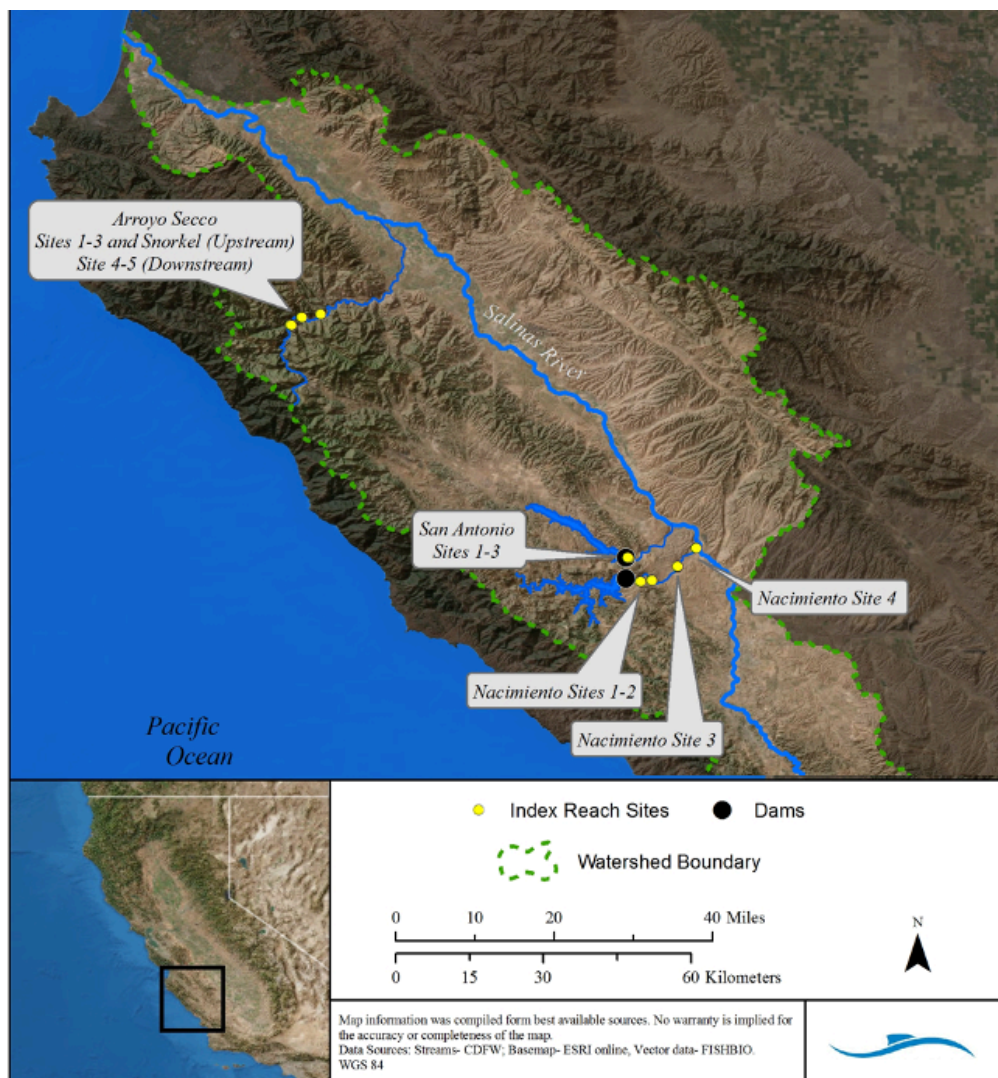 Arroyo Secco
Sites 1-3 and Snorkel (Upstream)
Site 4-5 (Downstream)
Salinas River
San Antonio
Sites 1-3
Nacimiento Site 4
Nacimiento Sites 1-2
Nacimiento Site 3
Pacific
Ocean
Index Reach Sites
Dams
Watershed Boundary
0 10 20 40 Miles
0 15 30 60 Kilometers
N
Map information was compiled form best available sources. No warranty is implied for
the accuracy or completeness of the map.
Data Sources: Streams- CDFW; Basemap- ESRI online, Vector data- FISHBIO.
WGS 84